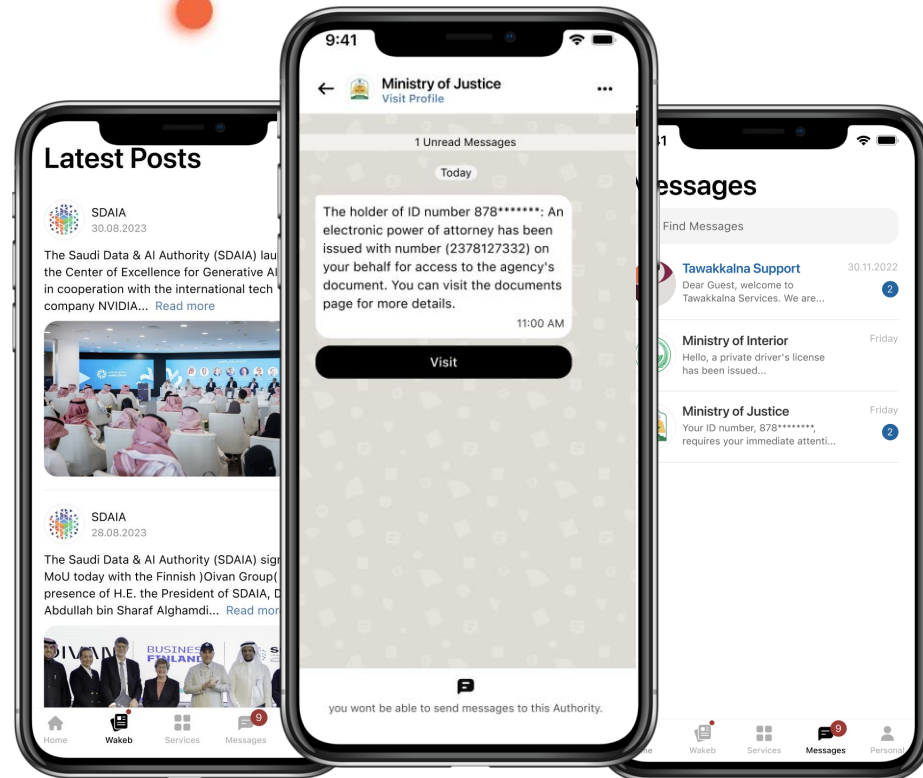 Latest Posts
SDAIA
30.08.2023
The Saudi Data & AI Authority (SDAIA) lau
the Center of Excellence for Generative AI
in cooperation with the international tech
company NVIDIA... Read more
SDAIA
28.08.2023
The Saudi Data & AI Authority (SDAIA) sign
MoU today with the Finnish )Oivan Group(
presence of H.E. the President of SDAIA, D
Abdullah bin Sharaf Alghamdi... Read mor
BUSINES
FINLAND
Home
Wakeb
Services
Messages
9
9:41
Ministry of Justice
Visit Profile
1 Unread Messages
Today
The holder of ID number 878*******: An
electronic power of attorney has been
issued with number (2378127332) on
your behalf for access to the agency's
document. You can visit the documents
page for more details.
11:00 AM
Visit
you wont be able to send messages to this Authority.
41
essages
Find Messages
Tawakkalna Support
30.11.2022
Dear Guest, welcome to
Tawakkalna Services. We are...
2
Ministry of Interior
Friday
Hello, a private driver's license
has been issued...
Ministry of Justice
Friday
Your ID number, 878********,
requires your immediate attenti...
2
me
Wakeb
Services
Messages
9
Personal